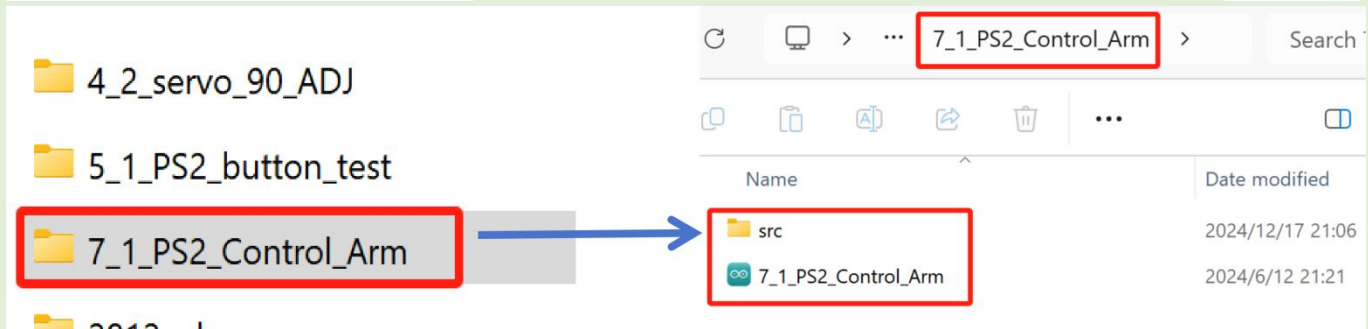 4_2_servo_90_ADJ
5_1_PS2_button_test
7_1_PS2_Control_Arm
7_1_PS2_Control_Arm
Search
Name
Date modified
src
2024/12/17 21:06
7_1_PS2_Control_Arm
2024/6/12 21:21